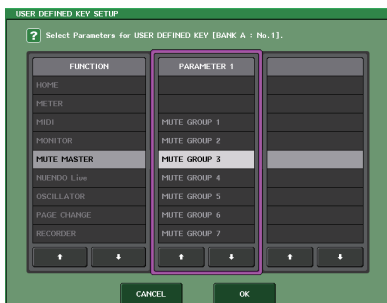 USER DEFINED KEY SETUP
? Select Parameters for USER DEFINED KEY [BANK A : No.1].
FUNCTION
HOME
METER
MIDI
MONITOR
MUTE MASTER
NUENDO Live
OSCILLATOR
PAGE CHANGE
RECORDER
PARAMETER 1
MUTE GROUP 1
MUTE GROUP 2
MUTE GROUP 3
MUTE GROUP 4
MUTE GROUP 5
MUTE GROUP 6
MUTE GROUP 7
CANCEL
OK